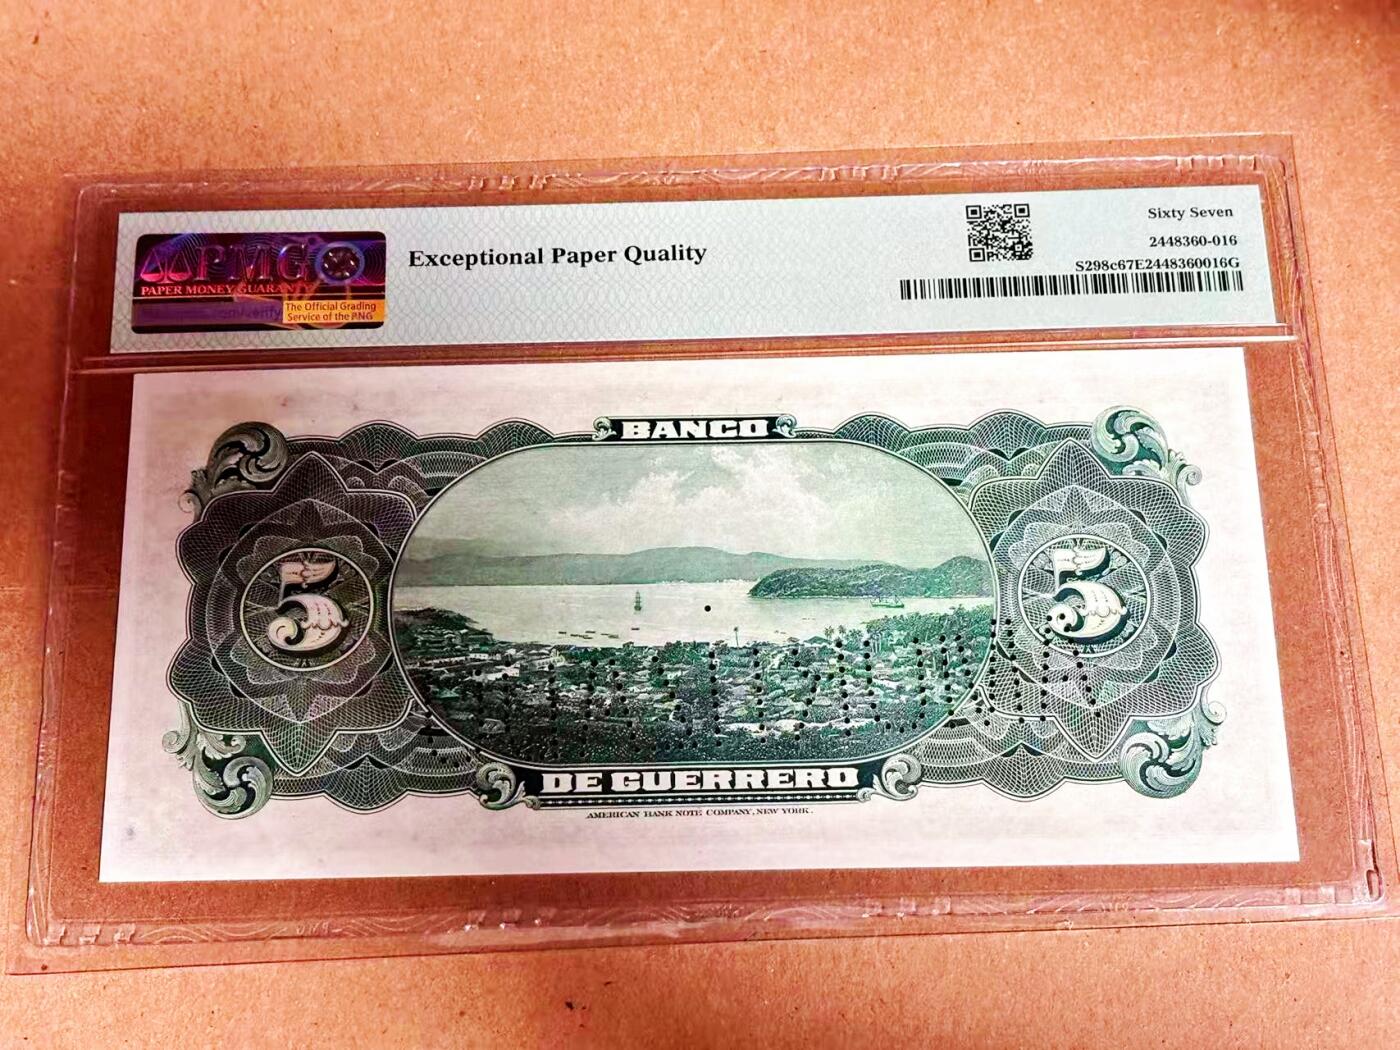 PMG
PAPER MONEY GUARANTY
The Official Grading
Service of the PNG
Exceptional Paper Quality
Sixty Seven
2448360-016
S298c67E2448360016G
BANCO
5
5
DE GUERRERO
AMERICAN BANK NOTE COMPANY, NEW YORK.